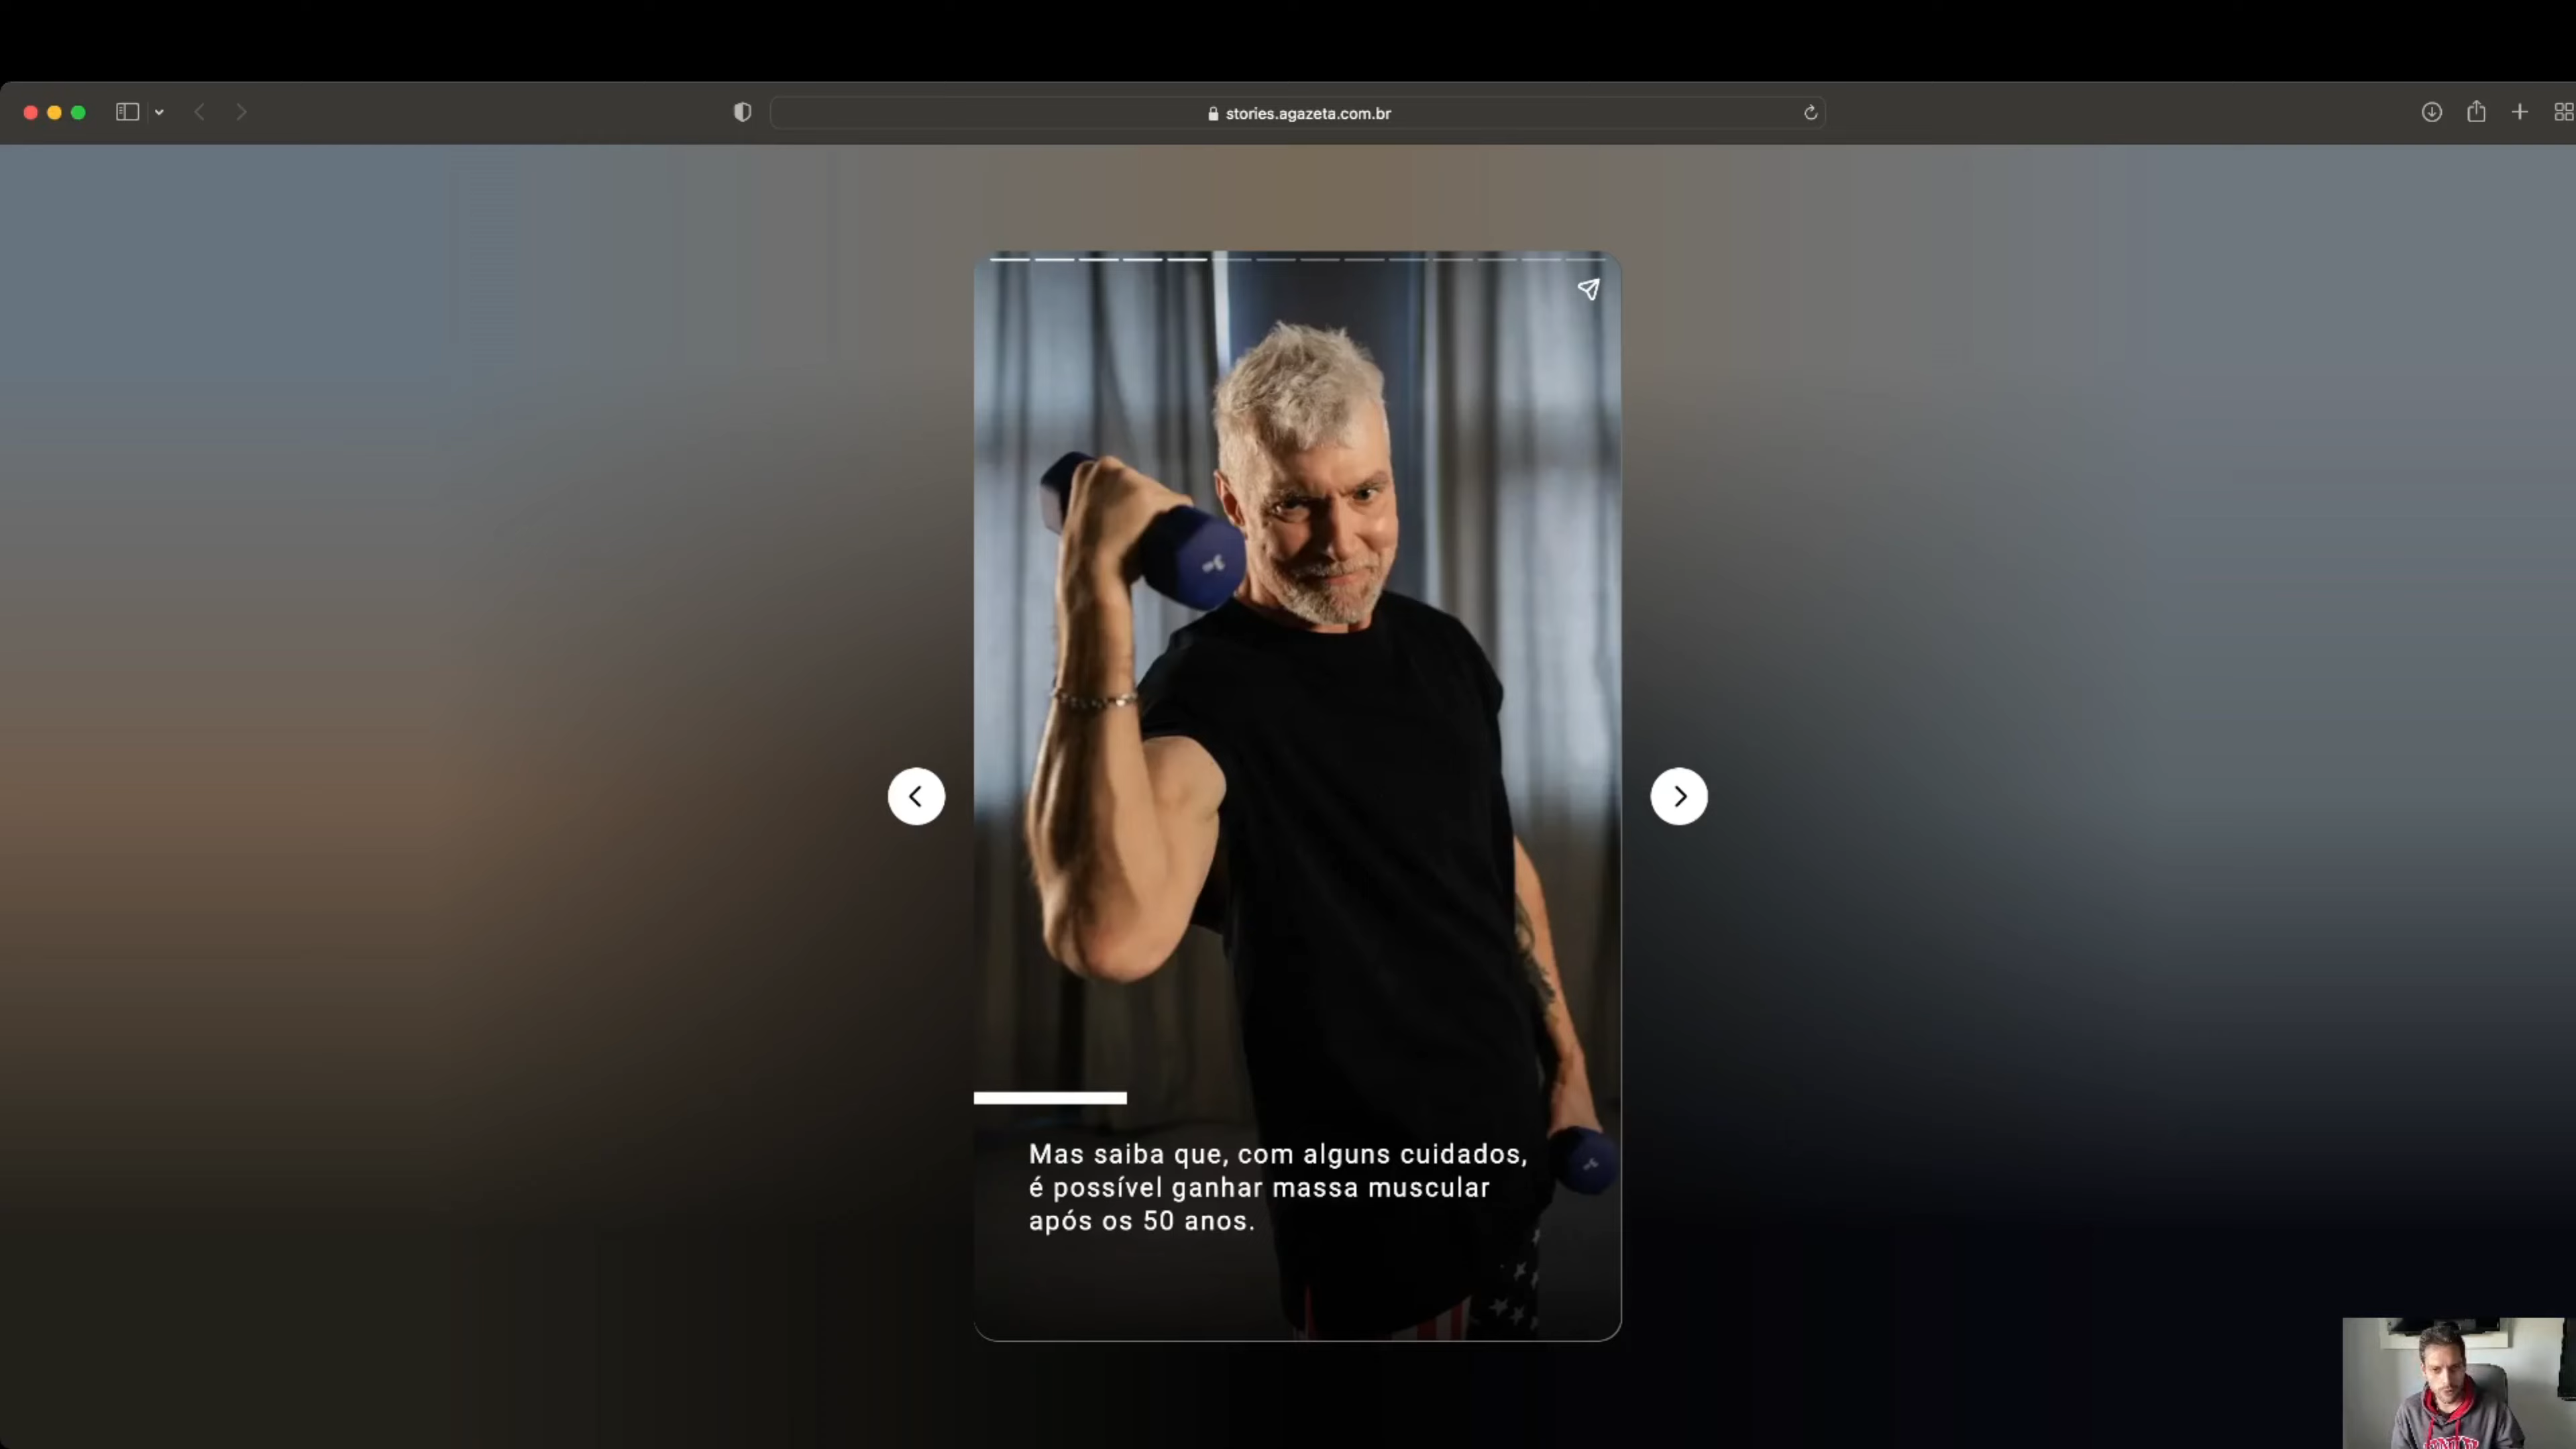 stories.agazeta.com.br
Mas saiba que, com alguns cuidados,
é possível ganhar massa muscular
após os 50 anos.